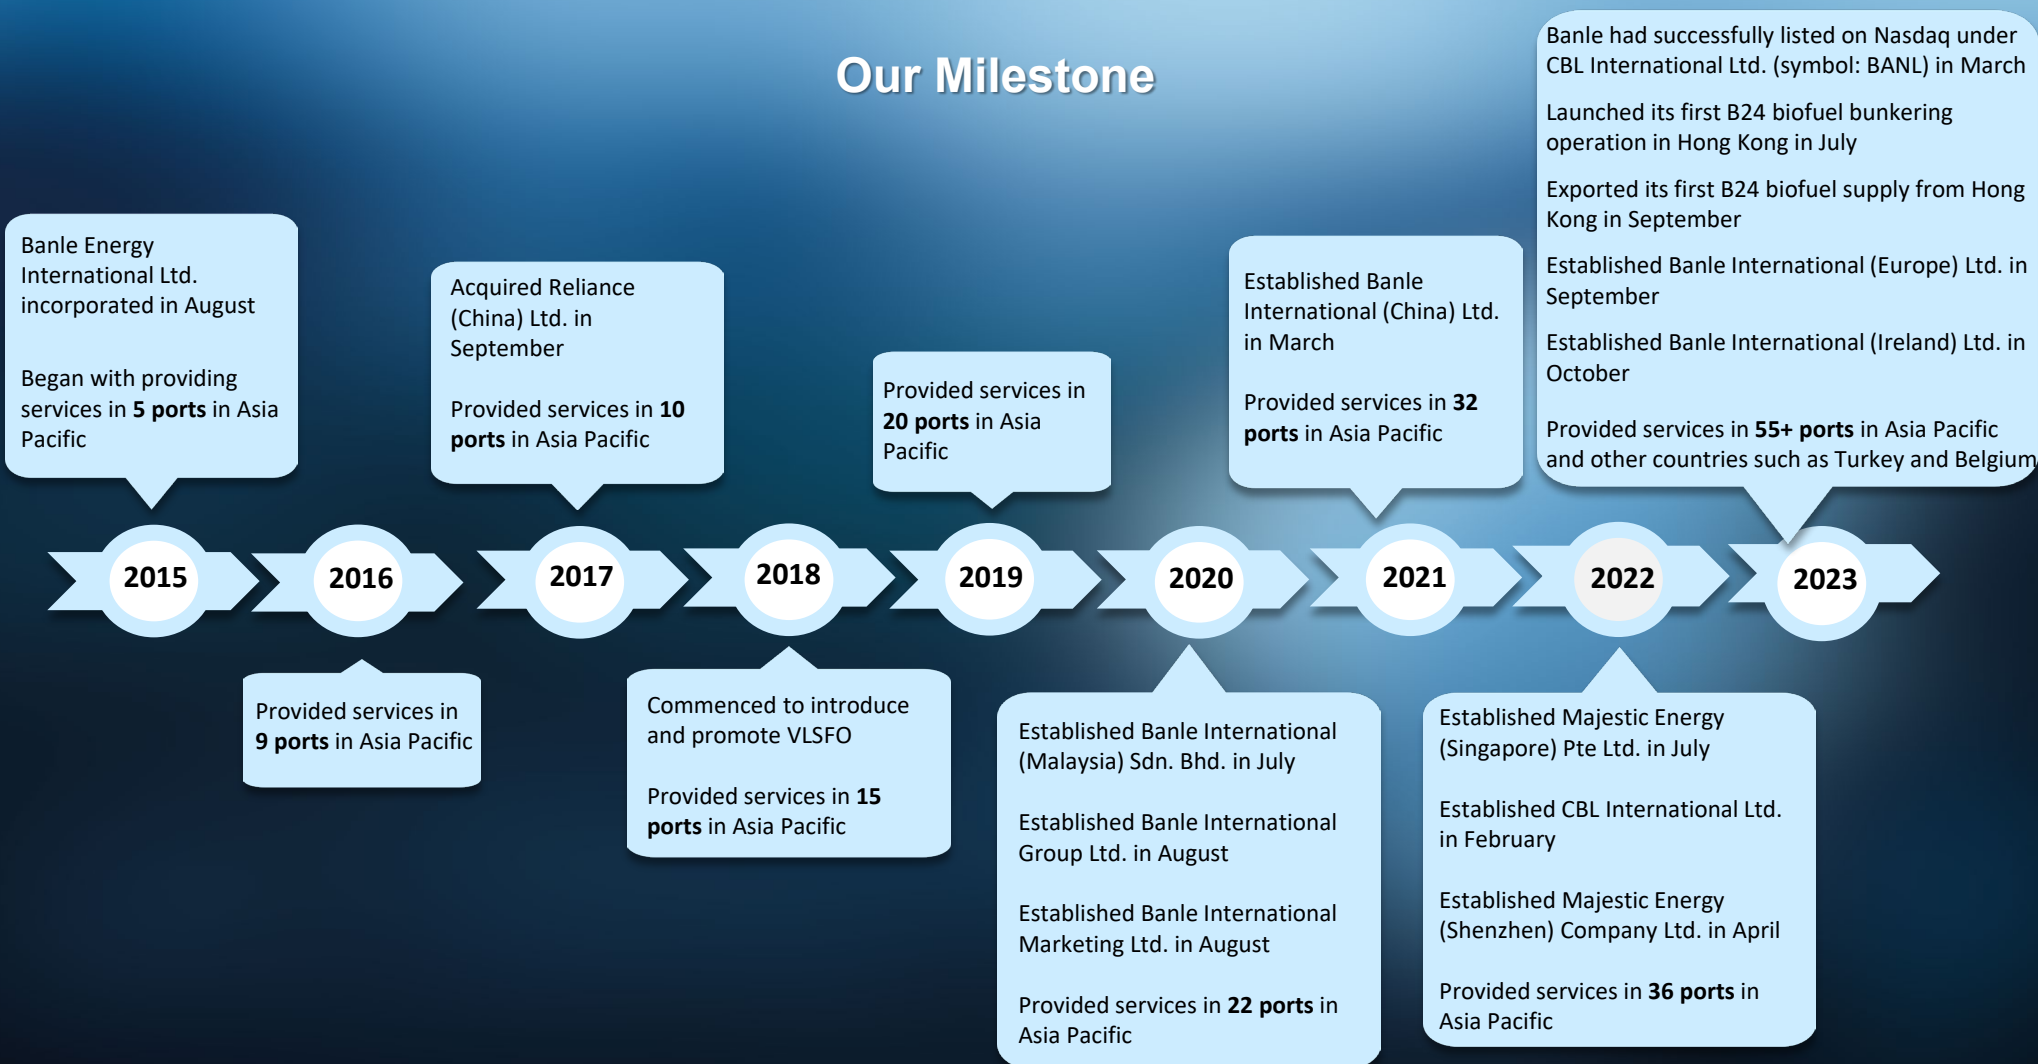 Our Milestone
Banle Energy
International Ltd.
incorporated in August
Began with providing
services in 5 ports in Asia
Pacific
Acquired Reliance
(China) Ltd. in
September
Provided services in 10
ports in Asia Pacific
Provided services in
20 ports in Asia
Pacific
Established Banle
International (China) Ltd.
in March
Provided services in 32
ports in Asia Pacific
Banle had successfully listed on Nasdaq under
CBL International Ltd. (symbol: BANL) in March
Launched its first B24 biofuel bunkering
operation in Hong Kong in July
Exported its first B24 biofuel supply from Hong
Kong in September
Established Banle International (Europe) Ltd. in
September
Established Banle International (Ireland) Ltd. in
October
Provided services in 55+ ports in Asia Pacific
and other countries such as Turkey and Belgium
2015
2016
2017
2018
2019
2020
2021
2022
2023
Provided services in
9 ports in Asia Pacific
Commenced to introduce
and promote VLSFO
Provided services in 15
ports in Asia Pacific
Established Banle International
(Malaysia) Sdn. Bhd. in July
Established Banle International
Group Ltd. in August
Established Banle International
Marketing Ltd. in August
Provided services in 22 ports in
Asia Pacific
Established Majestic Energy
(Singapore) Pte Ltd. in July
Established CBL International Ltd.
in February
Established Majestic Energy
(Shenzhen) Company Ltd. in April
Provided services in 36 ports in
Asia Pacific